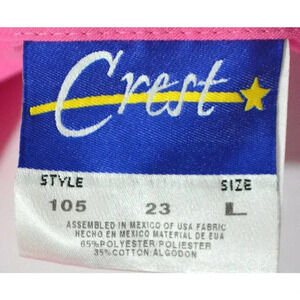 Crest
STYLE SIZE
105 23 L
ASSEMBLED IN MEXICO OF USA FABRIC
HECHO EN MEXICO MATERIAL DE EUA
65% POLYESTER/POLIESTER
35% COTTON/ALGODON